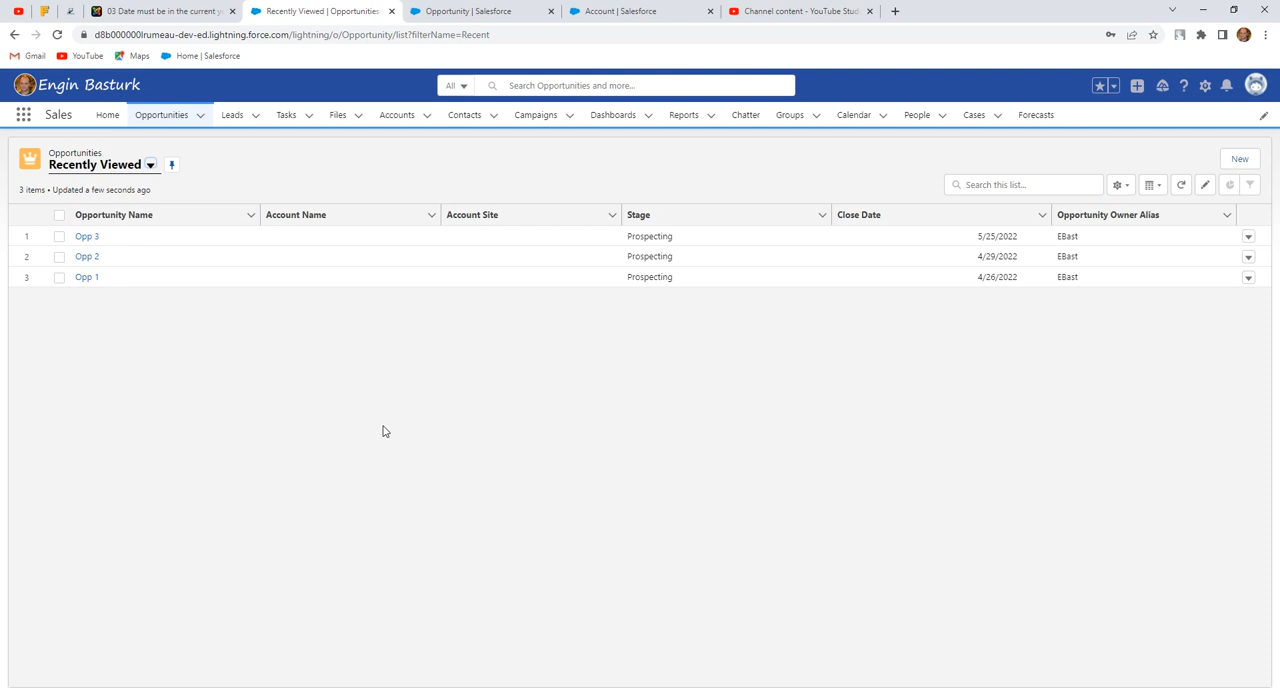 03 Date must be in the current y
Recently Viewed | Opportunities
Opportunity | Salesforce
Account | Salesforce
Channel content - YouTube Stud
d8b000000lrumeau-dev-ed.lightning.force.com/lightning/o/Opportunity/list?filterName=Recent
Gmail YouTube Maps Home | Salesforce
Engin Basturk
All Search Opportunities and more...
Sales Home Opportunities Leads Tasks Files Accounts Contacts Campaigns Dashboards Reports Chatter Groups Calendar People Cases Forecasts
Opportunities
Recently Viewed
New
3 items • Updated a few seconds ago
Search this list...
Opportunity Name Account Name Account Site Stage Close Date Opportunity Owner Alias
1 Opp 3 Prospecting 5/25/2022 EBast
2 Opp 2 Prospecting 4/29/2022 EBast
3 Opp 1 Prospecting 4/26/2022 EBast